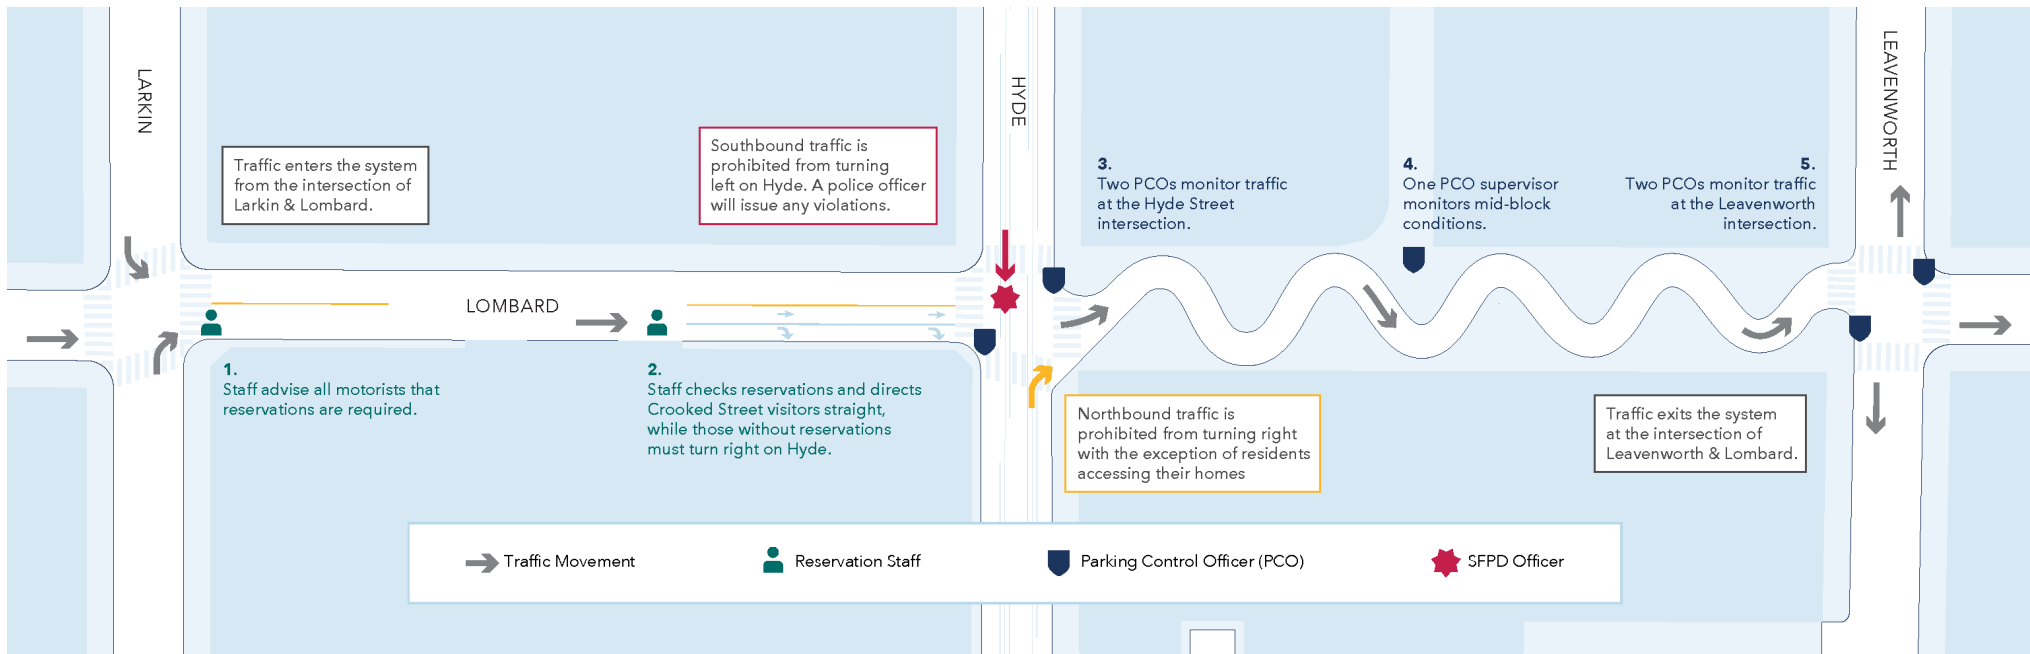 LARKIN
HYDE
LEAVENWORTH
Traffic enters the system
from the intersection of
Larkin & Lombard.
Southbound traffic is
prohibited from turning
left on Hyde. A police officer
will issue any violations.
3.
Two PCOs monitor traffic
at the Hyde Street
intersection.
4.
One PCO supervisor
monitors mid-block
conditions.
5.
Two PCOs monitor traffic
at the Leavenworth
intersection.
LOMBARD
1.
Staff advise all motorists that
reservations are required.
2.
Staff checks reservations and directs
Crooked Street visitors straight,
while those without reservations
must turn right on Hyde.
Northbound traffic is
prohibited from turning right
with the exception of residents
accessing their homes
Traffic exits the system
at the intersection of
Leavenworth & Lombard.
Traffic Movement
Reservation Staff
Parking Control Officer (PCO)
SFPD Officer